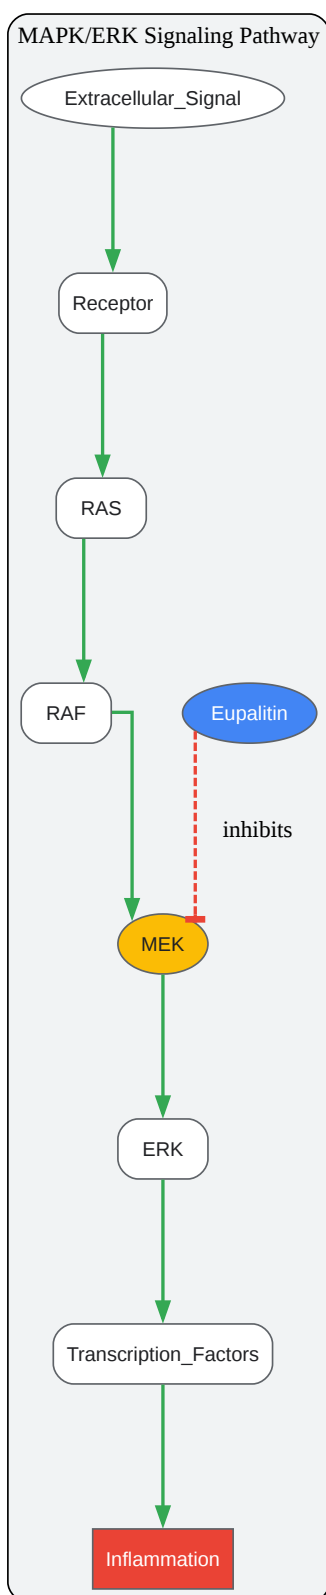 MAPK/ERK Signaling Pathway
Extracellular_Signal
Receptor
RAS
RAF
Eupalitin
inhibits
MEK
ERK
Transcription_Factors
Inflammation